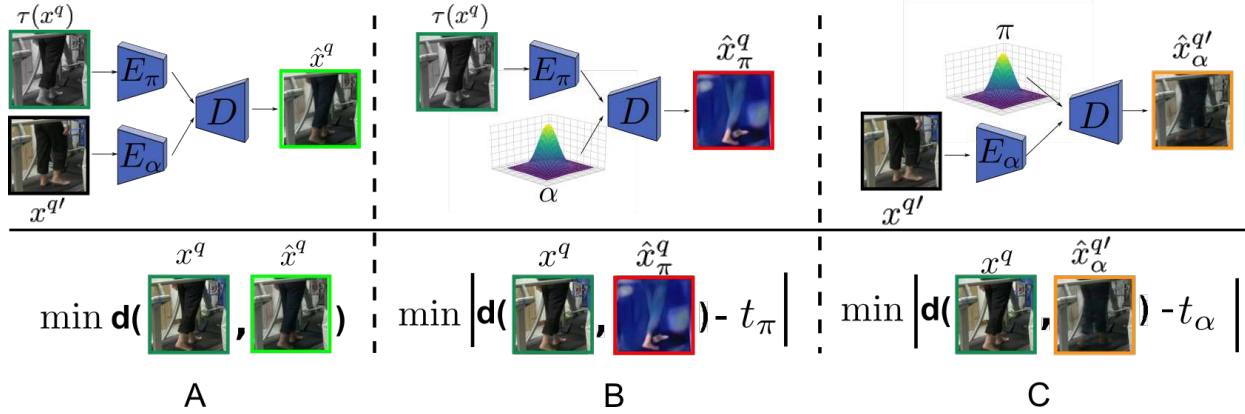 τ(x^q)
E_π
x̂^q
D
E_α
x^{q′}
τ(x^q)
E_π
x̂^q_π
D
α
π
x̂^{q′}_α
D
E_α
x^{q′}
x^q x̂^q
min d( , )
x^q x̂^q_π
min |d( , ) - t_π|
x^q x̂^{q′}_α
min |d( , ) - t_α|
A
B
C